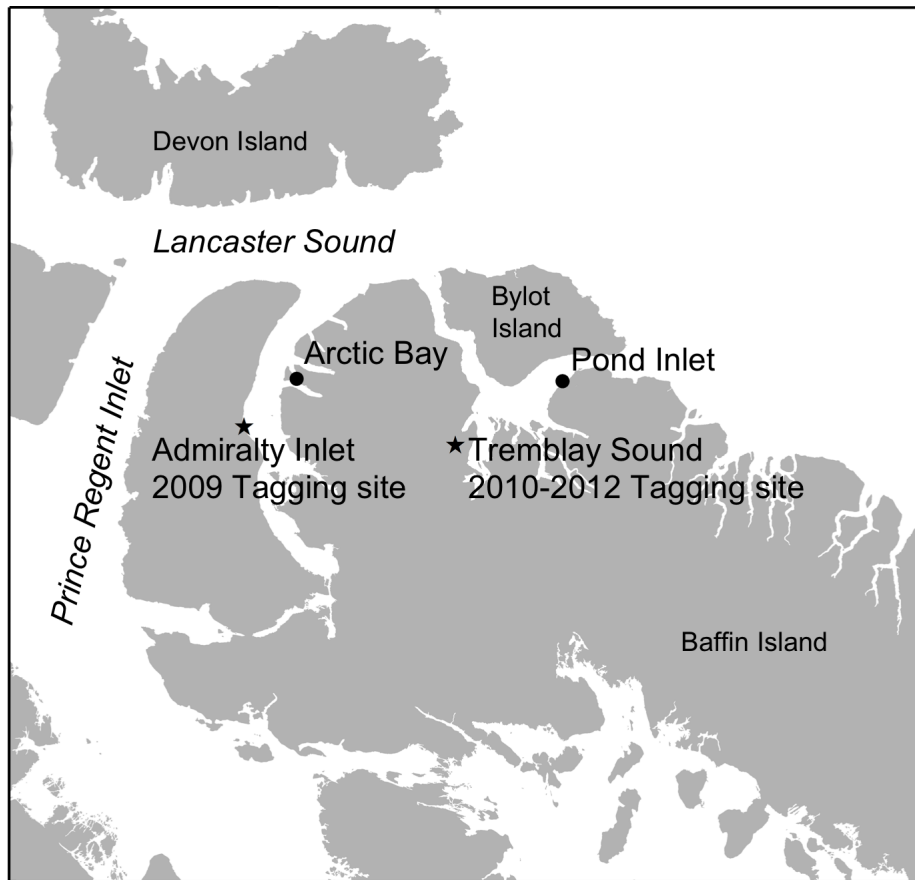 Devon Island
Lancaster Sound
Bylot
Island
Arctic Bay
Pond Inlet
Prince Regent Inlet
Admiralty Inlet
2009 Tagging site
Tremblay Sound
2010-2012 Tagging site
Baffin Island